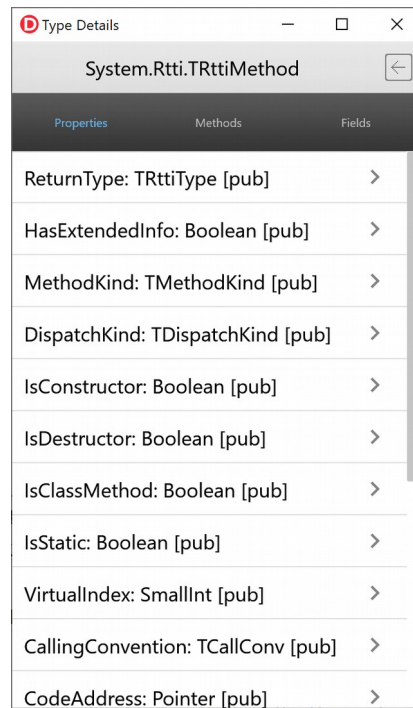 D Type Details
System.Rtti.TRttiMethod
Properties Methods Fields
ReturnType: TRttiType [pub]
HasExtendedInfo: Boolean [pub]
MethodKind: TMethodKind [pub]
DispatchKind: TDispatchKind [pub]
IsConstructor: Boolean [pub]
IsDestructor: Boolean [pub]
IsClassMethod: Boolean [pub]
IsStatic: Boolean [pub]
VirtualIndex: SmallInt [pub]
CallingConvention: TCallConv [pub]
CodeAddress: Pointer [pub]